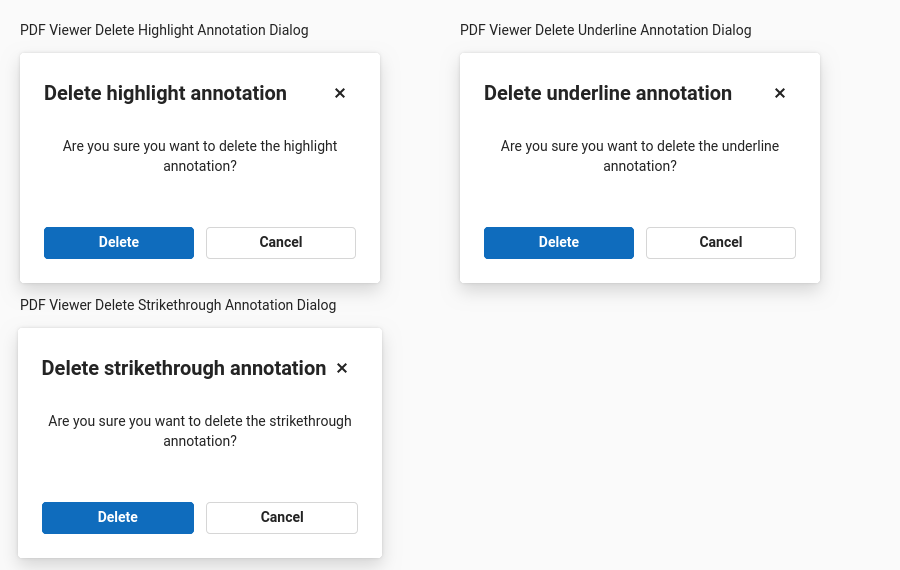 PDF Viewer Delete Highlight Annotation Dialog
Delete highlight annotation ✕
Are you sure you want to delete the highlight
annotation?
Delete Cancel
PDF Viewer Delete Underline Annotation Dialog
Delete underline annotation ✕
Are you sure you want to delete the underline
annotation?
Delete Cancel
PDF Viewer Delete Strikethrough Annotation Dialog
Delete strikethrough annotation ✕
Are you sure you want to delete the strikethrough
annotation?
Delete Cancel